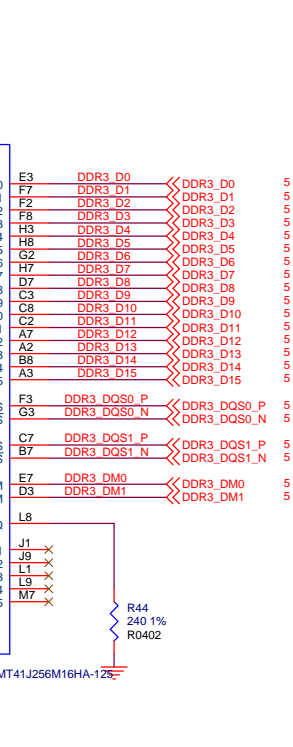 E3 DDR3_D0 DDR3_D0 5
F7 DDR3_D1 DDR3_D1 5
F2 DDR3_D2 DDR3_D2 5
F8 DDR3_D3 DDR3_D3 5
H3 DDR3_D4 DDR3_D4 5
H8 DDR3_D5 DDR3_D5 5
G2 DDR3_D6 DDR3_D6 5
H7 DDR3_D7 DDR3_D7 5
D7 DDR3_D8 DDR3_D8 5
C3 DDR3_D9 DDR3_D9 5
C8 DDR3_D10 DDR3_D10 5
C2 DDR3_D11 DDR3_D11 5
A7 DDR3_D12 DDR3_D12 5
A2 DDR3_D13 DDR3_D13 5
B8 DDR3_D14 DDR3_D14 5
A3 DDR3_D15 DDR3_D15 5
F3 DDR3_DQS0_P DDR3_DQS0_P 5
G3 DDR3_DQS0_N DDR3_DQS0_N 5
C7 DDR3_DQS1_P DDR3_DQS1_P 5
B7 DDR3_DQS1_N DDR3_DQS1_N 5
E7 DDR3_DM0 DDR3_DM0 5
D3 DDR3_DM1 DDR3_DM1 5
L8
J1
J9
L1
L9
M7
R44
240 1%
R0402
MT41J256M16HA-125